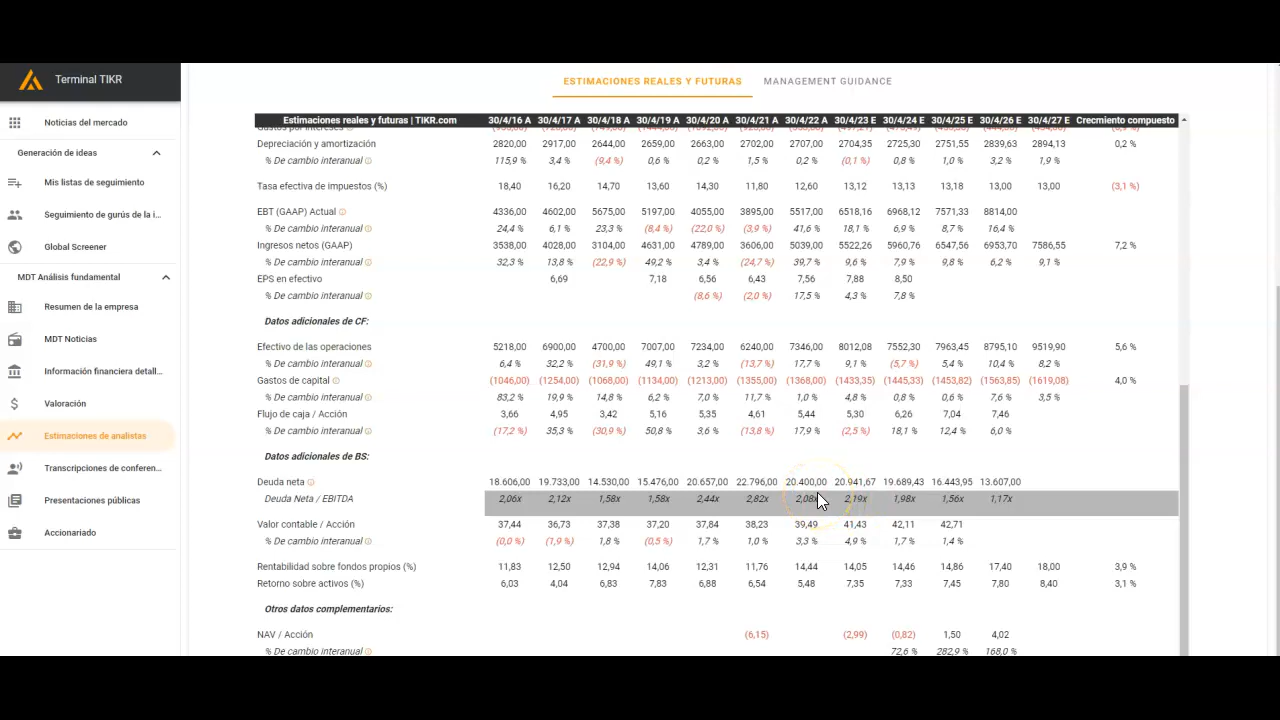 Terminal TIKR
ESTIMACIONES REALES Y FUTURAS MANAGEMENT GUIDANCE
Noticias del mercado
Generación de ideas
Mis listas de seguimiento
Seguimiento de gurús de la i...
Global Screener
MDT Análisis fundamental
Resumen de la empresa
MDT Noticias
Información financiera detall...
Valoración
Estimaciones de analistas
Transcripciones de conferen...
Presentaciones públicas
Accionariado
Estimaciones reales y futuras | TIKR.com 30/4/16 A 30/4/17 A 30/4/18 A 30/4/19 A 30/4/20 A 30/4/21 A 30/4/22 A 30/4/23 E 30/4/24 E 30/4/25 E 30/4/26 E 30/4/27 E Crecmiento compuesto
Gastos por intereses
Depreciación y amortización 2820,00 2917,00 2644,00 2659,00 2663,00 2702,00 2707,00 2704,35 2725,30 2751,55 2839,63 2894,13 0,2 %
% De cambio interanual 115,9 % 3,4 % (9,4 %) 0,6 % 0,2 % 1,5 % 0,2 % (0,1 %) 0,8 % 1,0 % 3,2 % 1,9 %
Tasa efectiva de impuestos (%) 18,40 16,20 14,70 13,60 14,30 11,80 12,60 13,12 13,13 13,18 13,00 13,00 (3,1 %)
EBT (GAAP) Actual 4336,00 4602,00 5675,00 5197,00 4055,00 3895,00 5517,00 6518,16 6968,12 7571,33 8814,00
% De cambio interanual 24,4 % 6,1 % 23,3 % (8,4 %) (22,0 %) (3,9 %) 41,6 % 18,1 % 6,9 % 8,7 % 16,4 %
Ingresos netos (GAAP) 3538,00 4028,00 3104,00 4631,00 4789,00 3606,00 5039,00 5522,26 5960,76 6547,56 6953,70 7586,55 7,2 %
% De cambio interanual 32,3 % 13,8 % (22,9 %) 49,2 % 3,4 % (24,7 %) 39,7 % 9,6 % 7,9 % 9,8 % 6,2 % 9,1 %
EPS en efectivo 6,69 7,18 6,56 6,43 7,56 7,88 8,50
% De cambio interanual (8,6 %) (2,0 %) 17,5 % 4,3 % 7,8 %
Datos adicionales de CF:
Efectivo de las operaciones 5218,00 6900,00 4700,00 7007,00 7234,00 6240,00 7346,00 8012,08 7552,30 7963,45 8795,10 9519,90 5,6 %
% De cambio interanual 6,4 % 32,2 % (31,9 %) 49,1 % 3,2 % (13,7 %) 17,7 % 9,1 % (5,7 %) 5,4 % 10,4 % 8,2 %
Gastos de capital (1046,00) (1254,00) (1068,00) (1134,00) (1213,00) (1355,00) (1368,00) (1433,35) (1445,33) (1453,82) (1563,85) (1619,08) 4,0 %
% De cambio interanual 83,2 % 19,9 % 14,8 % 6,2 % 7,0 % 11,7 % 1,0 % 4,8 % 0,8 % 0,6 % 7,6 % 3,5 %
Flujo de caja / Acción 3,66 4,95 3,42 5,16 5,35 4,61 5,44 5,30 6,26 7,04 7,46
% De cambio interanual (17,2 %) 35,3 % (30,9 %) 50,8 % 3,6 % (13,8 %) 17,9 % (2,5 %) 18,1 % 12,4 % 6,0 %
Datos adicionales de BS:
Deuda neta 18.606,00 19.733,00 14.530,00 15.476,00 20.657,00 22.796,00 20.400,00 20.941,67 19.689,43 16.443,95 13.607,00
Deuda Neta / EBITDA 2,06x 2,12x 1,58x 1,58x 2,44x 2,82x 2,08x 2,19x 1,98x 1,56x 1,17x
Valor contable / Acción 37,44 36,73 37,38 37,20 37,84 38,23 39,49 41,43 42,11 42,71
% De cambio interanual (0,0 %) (1,9 %) 1,8 % (0,5 %) 1,7 % 1,0 % 3,3 % 4,9 % 1,7 % 1,4 %
Rentabilidad sobre fondos propios (%) 11,83 12,50 12,94 14,06 12,31 11,76 14,44 14,05 14,46 14,86 17,40 18,00 3,9 %
Retorno sobre activos (%) 6,03 4,04 6,83 7,83 6,88 6,54 5,48 7,35 7,33 7,45 7,80 8,40 3,1 %
Otros datos complementarios:
NAV / Acción (6,15) (2,99) (0,82) 1,50 4,02
% De cambio interanual 72,6 % 282,9 % 168,0 %